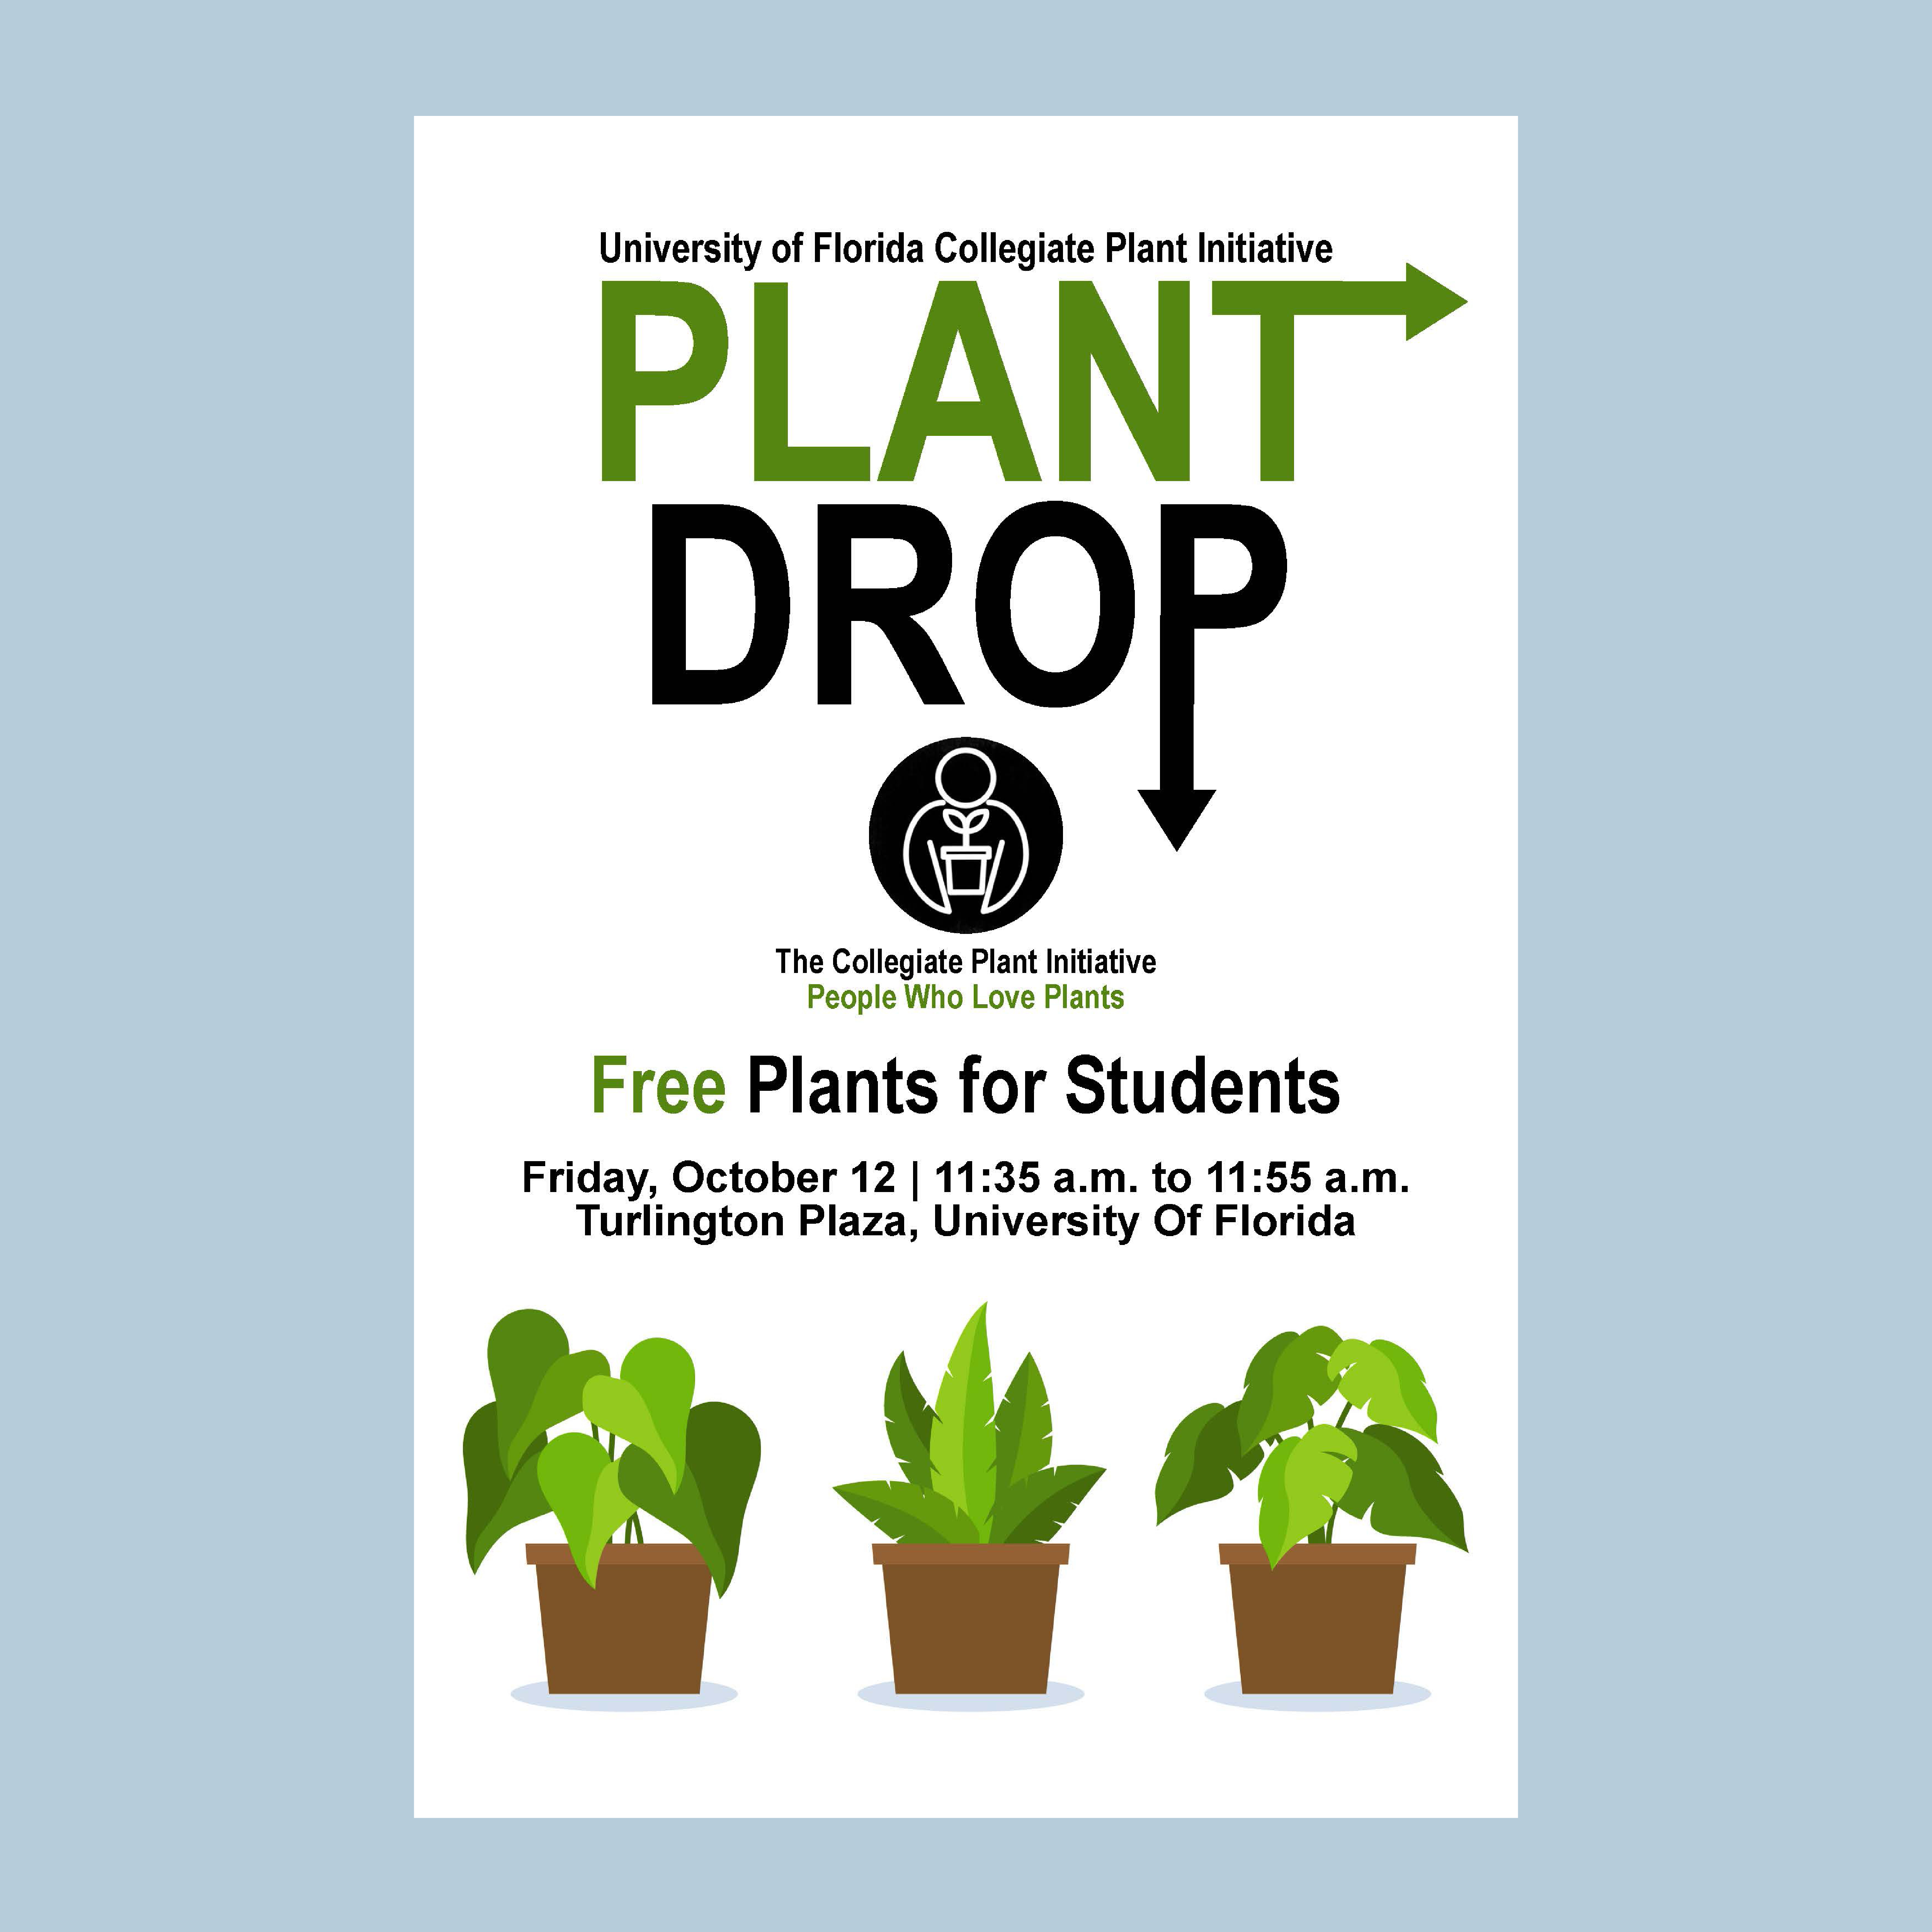 University of Florida Collegiate Plant Initiative
PLANT
DROP
The Collegiate Plant Initiative
People Who Love Plants
Free Plants for Students
Friday, October 12 | 11:35 a.m. to 11:55 a.m.
Turlington Plaza, University Of Florida